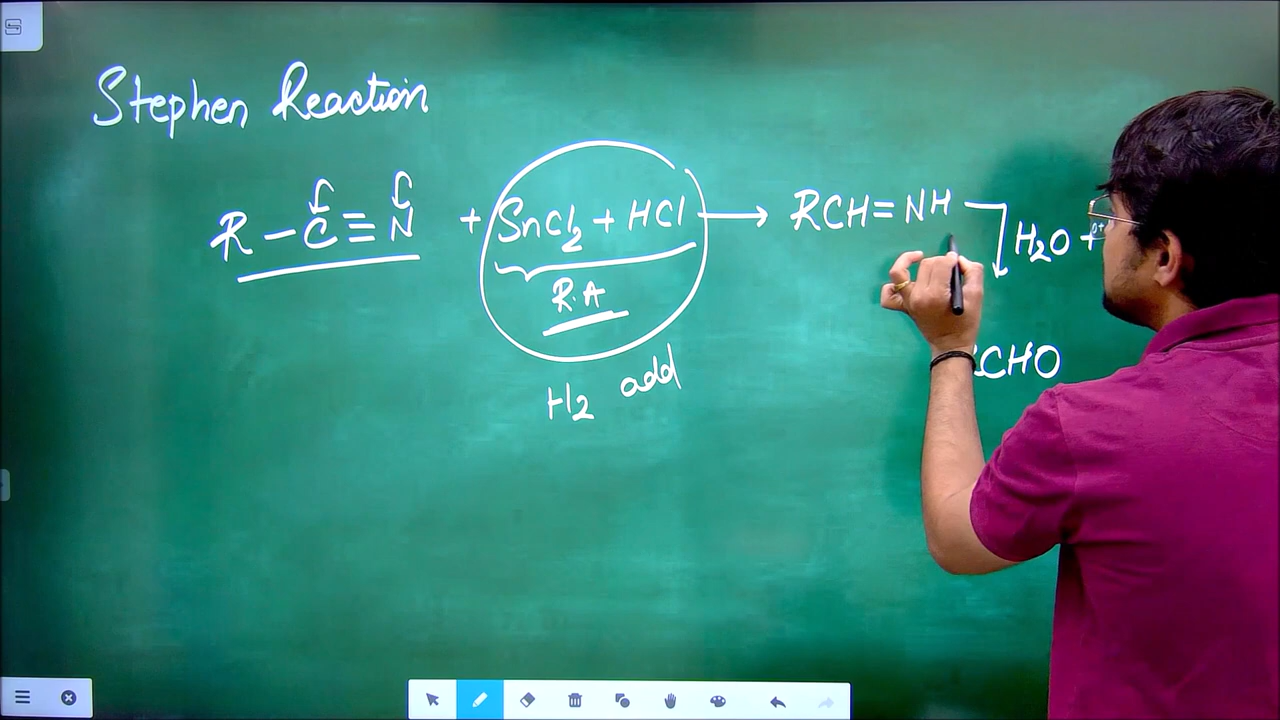 Stephen Reaction
R-C≡N + SnCl2 + HCl → RCH=NH
H2O +
R.A
H2 add
CHO